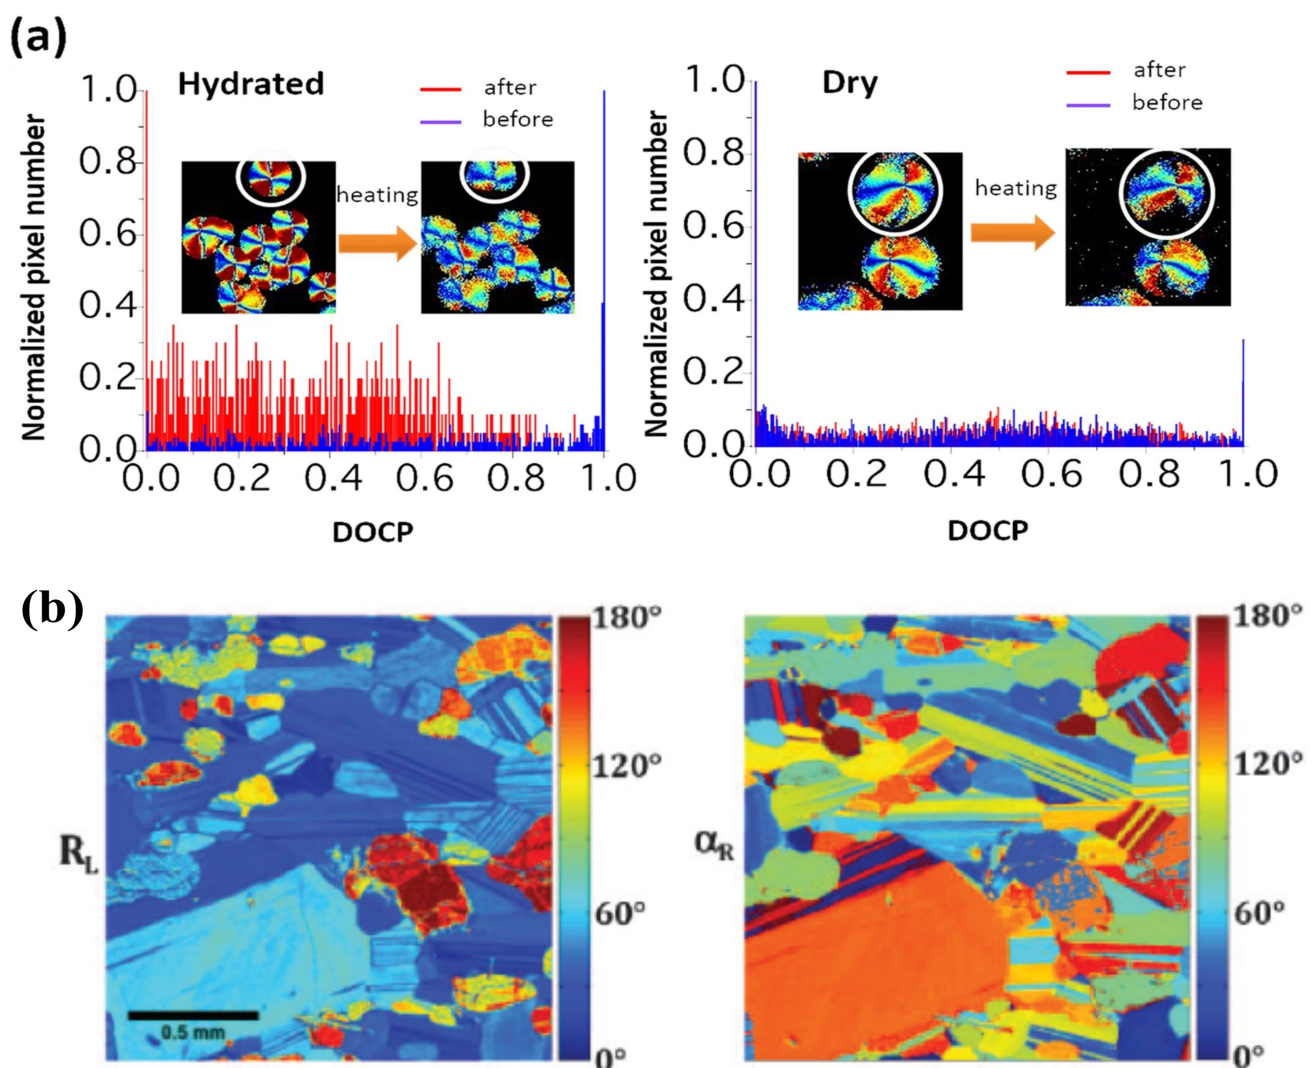 (a)
Hydrated
after
before
Normalized pixel number
1.0
0.8
0.6
0.4
0.2
0.0
heating
0.0 0.2 0.4 0.6 0.8 1.0
DOCP
Dry
after
before
Normalized pixel number
1.0
0.8
0.6
0.4
0.2
0.0
heating
0.0 0.2 0.4 0.6 0.8 1.0
DOCP
(b)
R_L
180°
120°
60°
0°
0.5 mm
α_R
180°
120°
60°
0°